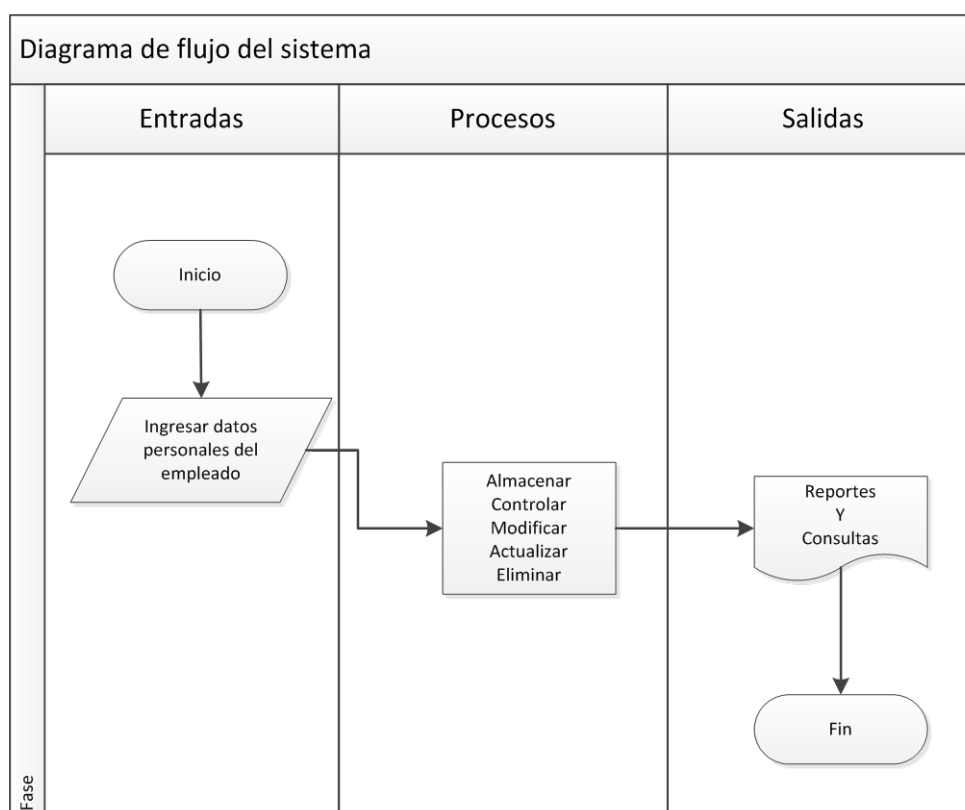 Diagrama de flujo del sistema
Entradas
Procesos
Salidas
Inicio
Ingresar datos
personales del
empleado
Almacenar
Controlar
Modificar
Actualizar
Eliminar
Reportes
Y
Consultas
Fin
Fase